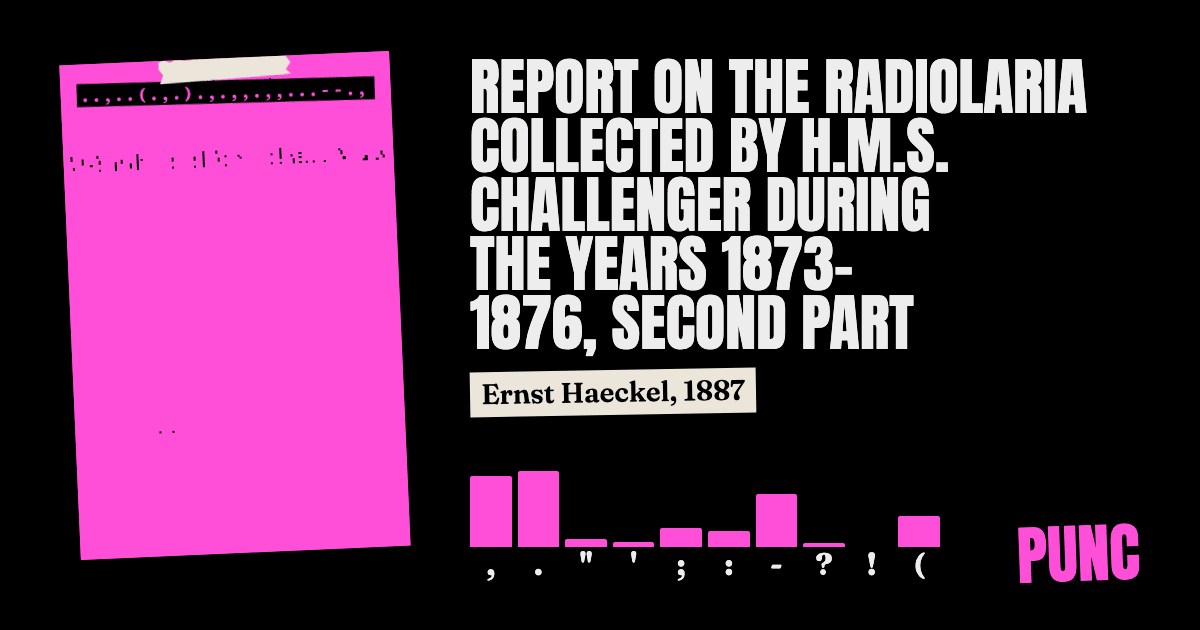 ..,..(.,.).,.,,.,,...--.,
REPORT ON THE RADIOLARIA
COLLECTED BY H.M.S.
CHALLENGER DURING
THE YEARS 1873-
1876, SECOND PART
Ernst Haeckel, 1887
, . " ' ; : - ? ! (
PUNC